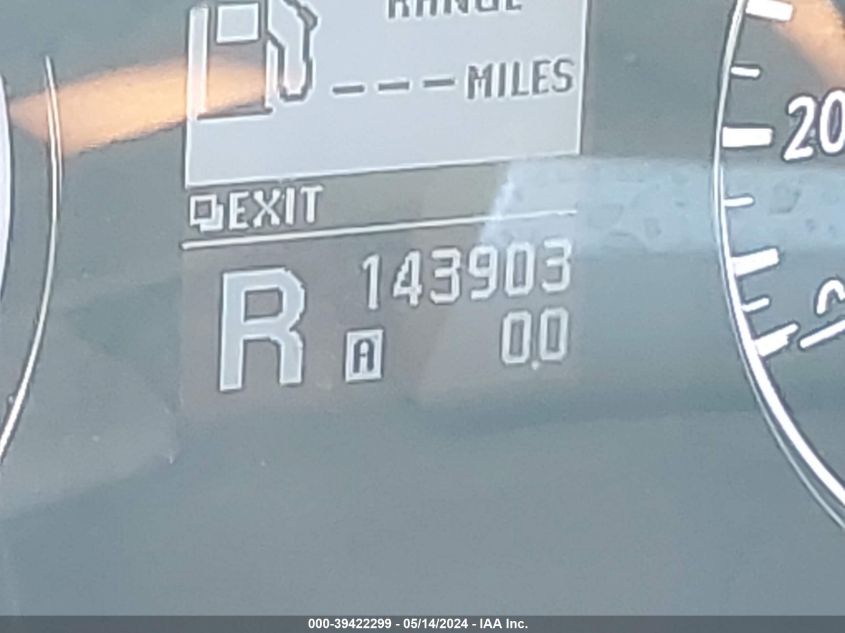 RANGE
---MILES
EXIT
R 143903
A 0.0
20
000-39422299 - 05/14/2024 - IAA Inc.